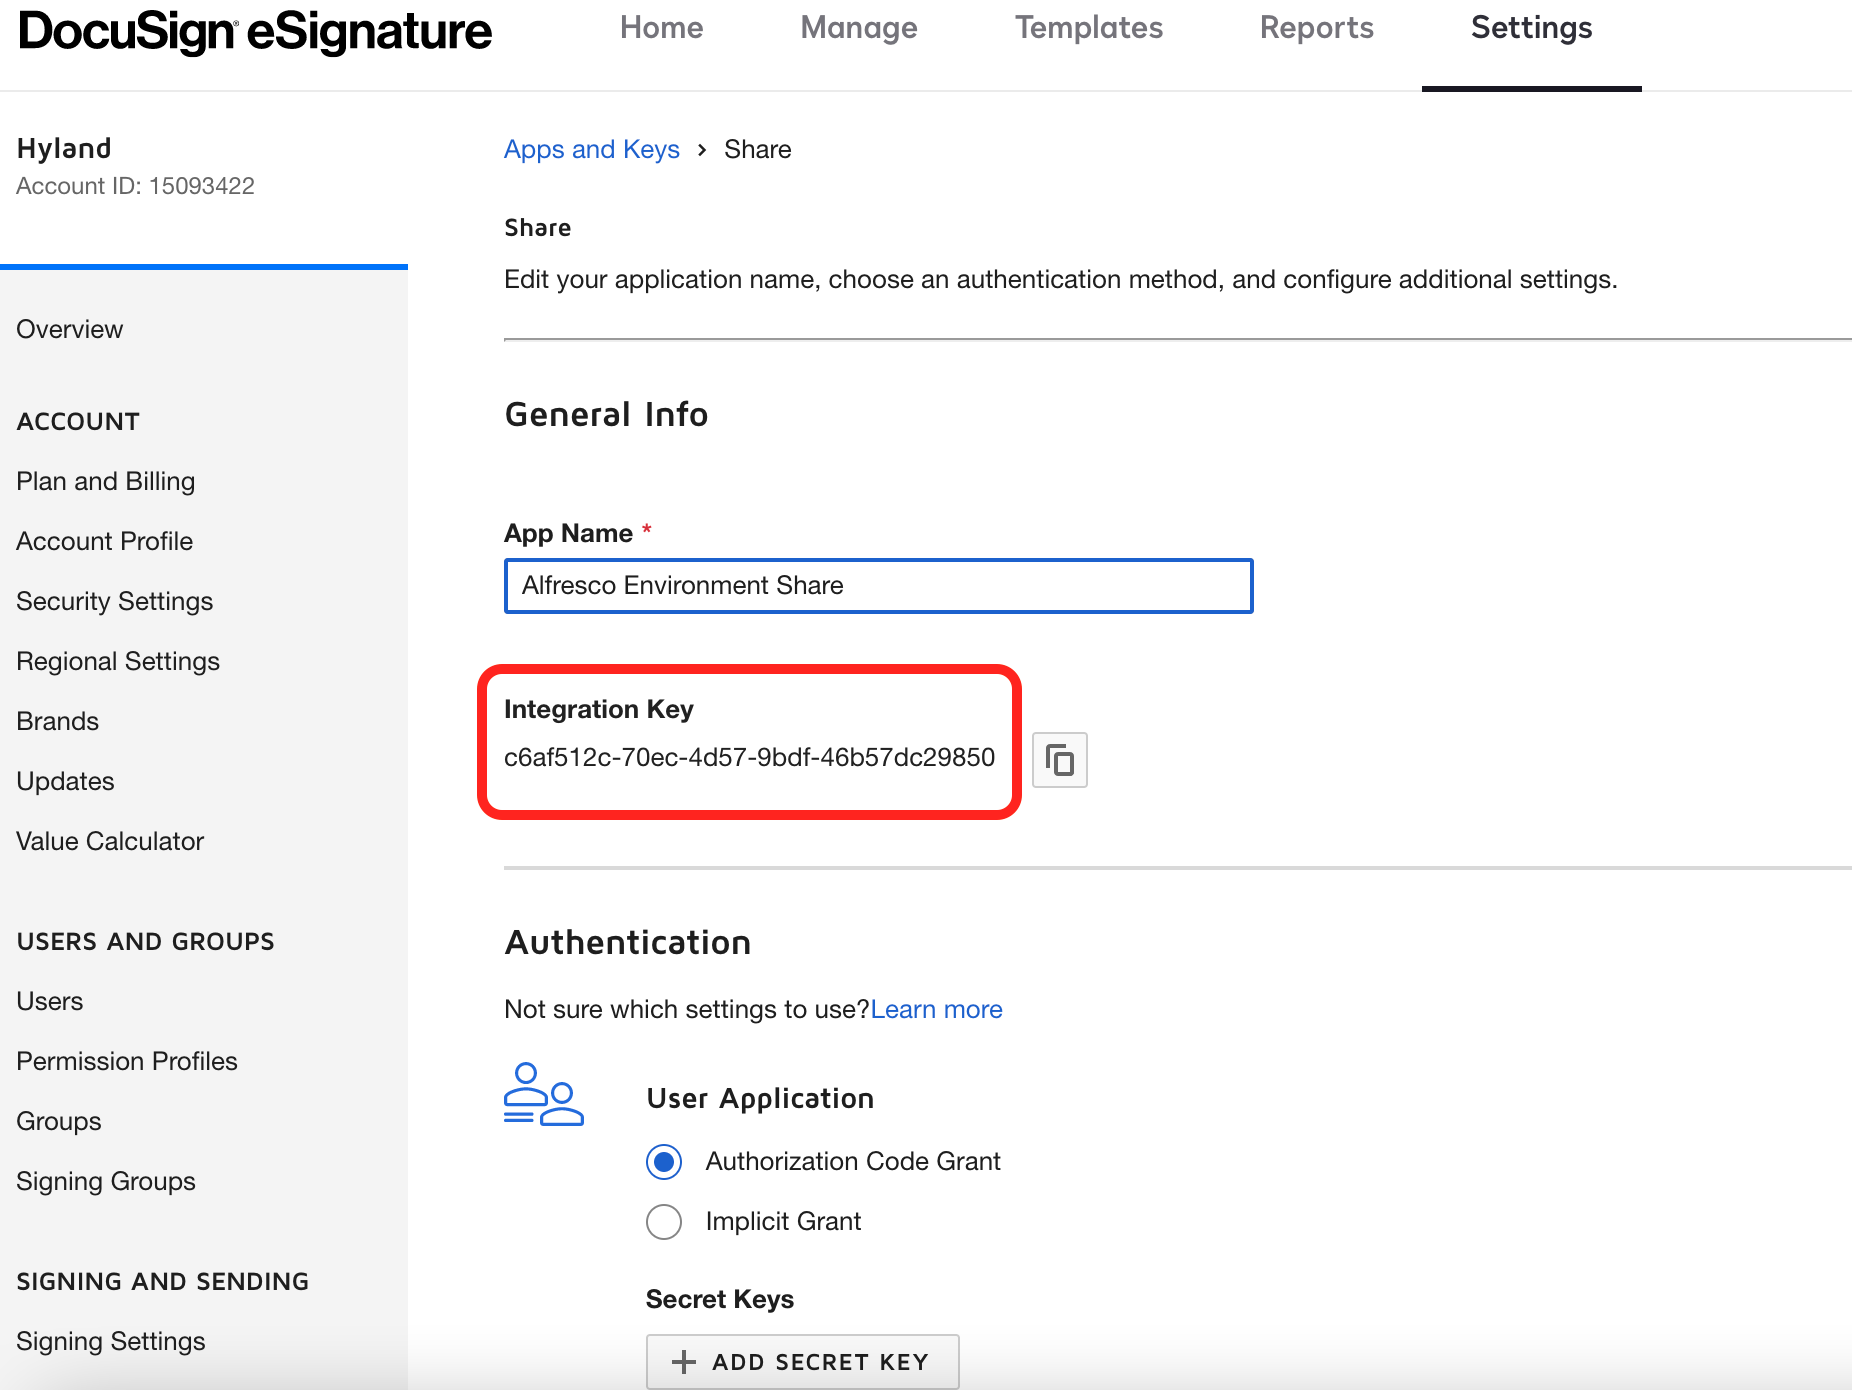 DocuSign® eSignature
Home Manage Templates Reports Settings
Hyland
Account ID: 15093422
Overview
ACCOUNT
Plan and Billing
Account Profile
Security Settings
Regional Settings
Brands
Updates
Value Calculator
USERS AND GROUPS
Users
Permission Profiles
Groups
Signing Groups
SIGNING AND SENDING
Signing Settings
Apps and Keys › Share
Share
Edit your application name, choose an authentication method, and configure additional settings.
General Info
App Name *
Alfresco Environment Share
Integration Key
c6af512c-70ec-4d57-9bdf-46b57dc29850
Authentication
Not sure which settings to use?Learn more
User Application
Authorization Code Grant
Implicit Grant
Secret Keys
+ ADD SECRET KEY